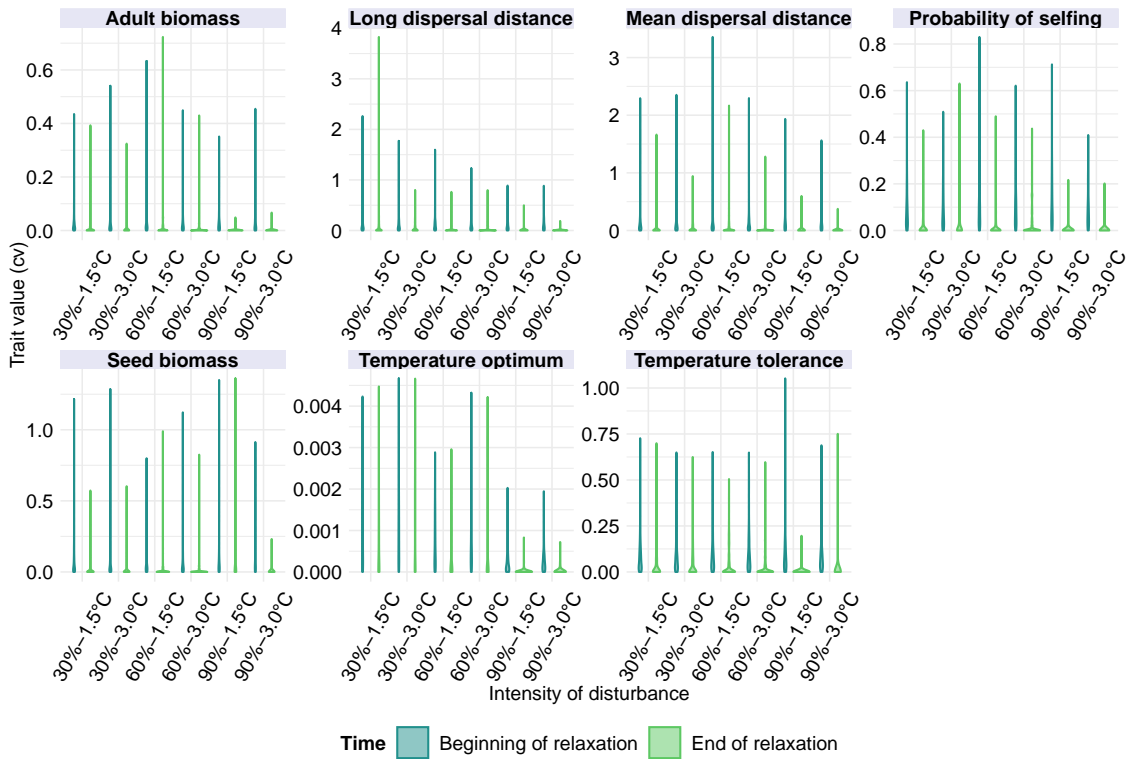 Adult biomass Long dispersal distance Mean dispersal distance Probability of selfing
0.6
0.4
0.2
0.0
4
3
2
1
0
3
2
1
0
0.8
0.6
0.4
0.2
0.0
30%−1.5°C 30%−3.0°C 60%−1.5°C 60%−3.0°C 90%−1.5°C 90%−3.0°C
30%−1.5°C 30%−3.0°C 60%−1.5°C 60%−3.0°C 90%−1.5°C 90%−3.0°C
30%−1.5°C 30%−3.0°C 60%−1.5°C 60%−3.0°C 90%−1.5°C 90%−3.0°C
30%−1.5°C 30%−3.0°C 60%−1.5°C 60%−3.0°C 90%−1.5°C 90%−3.0°C
Trait value (cv)
Seed biomass Temperature optimum Temperature tolerance
1.0
0.5
0.0
0.004
0.003
0.002
0.001
0.000
1.00
0.75
0.50
0.25
0.00
30%−1.5°C 30%−3.0°C 60%−1.5°C 60%−3.0°C 90%−1.5°C 90%−3.0°C
30%−1.5°C 30%−3.0°C 60%−1.5°C 60%−3.0°C 90%−1.5°C 90%−3.0°C
30%−1.5°C 30%−3.0°C 60%−1.5°C 60%−3.0°C 90%−1.5°C 90%−3.0°C
Intensity of disturbance
Time Beginning of relaxation End of relaxation